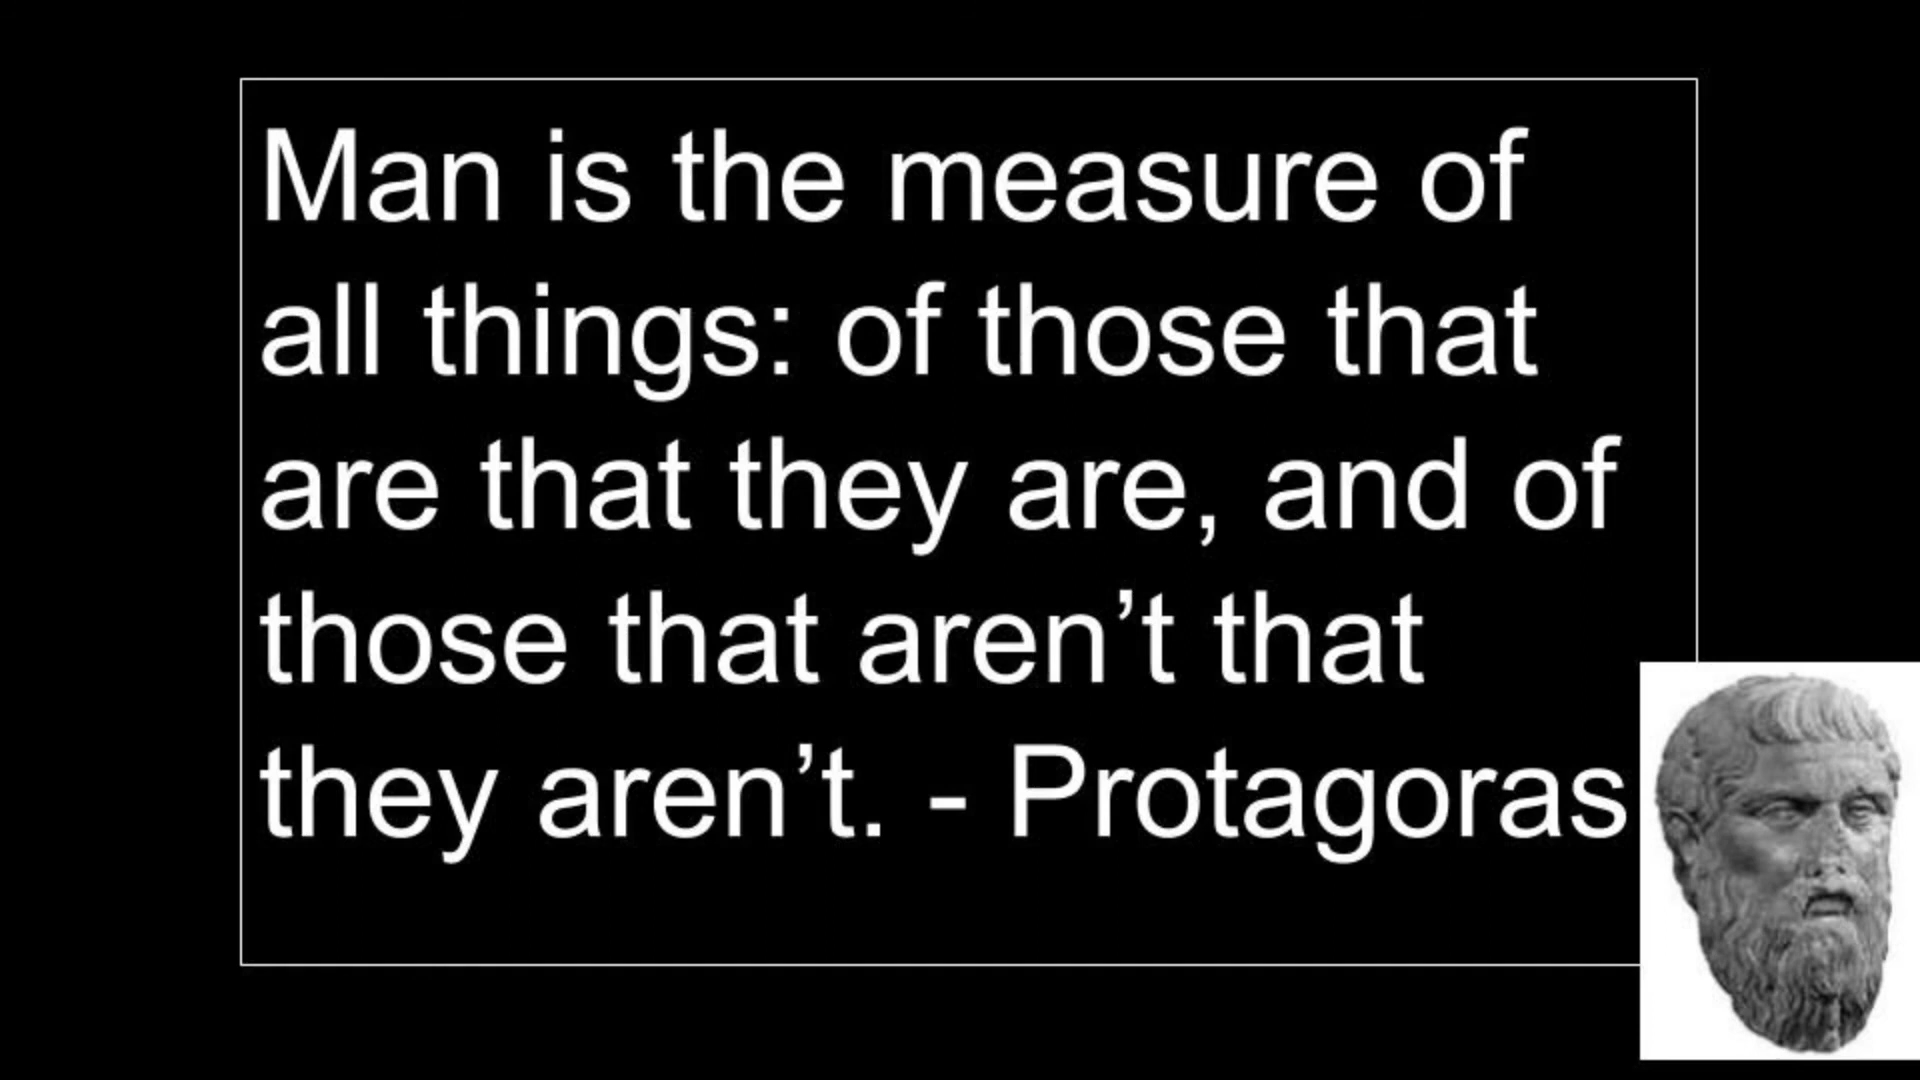 Man is the measure of
all things: of those that
are that they are, and of
those that aren’t that
they aren’t. - Protagoras